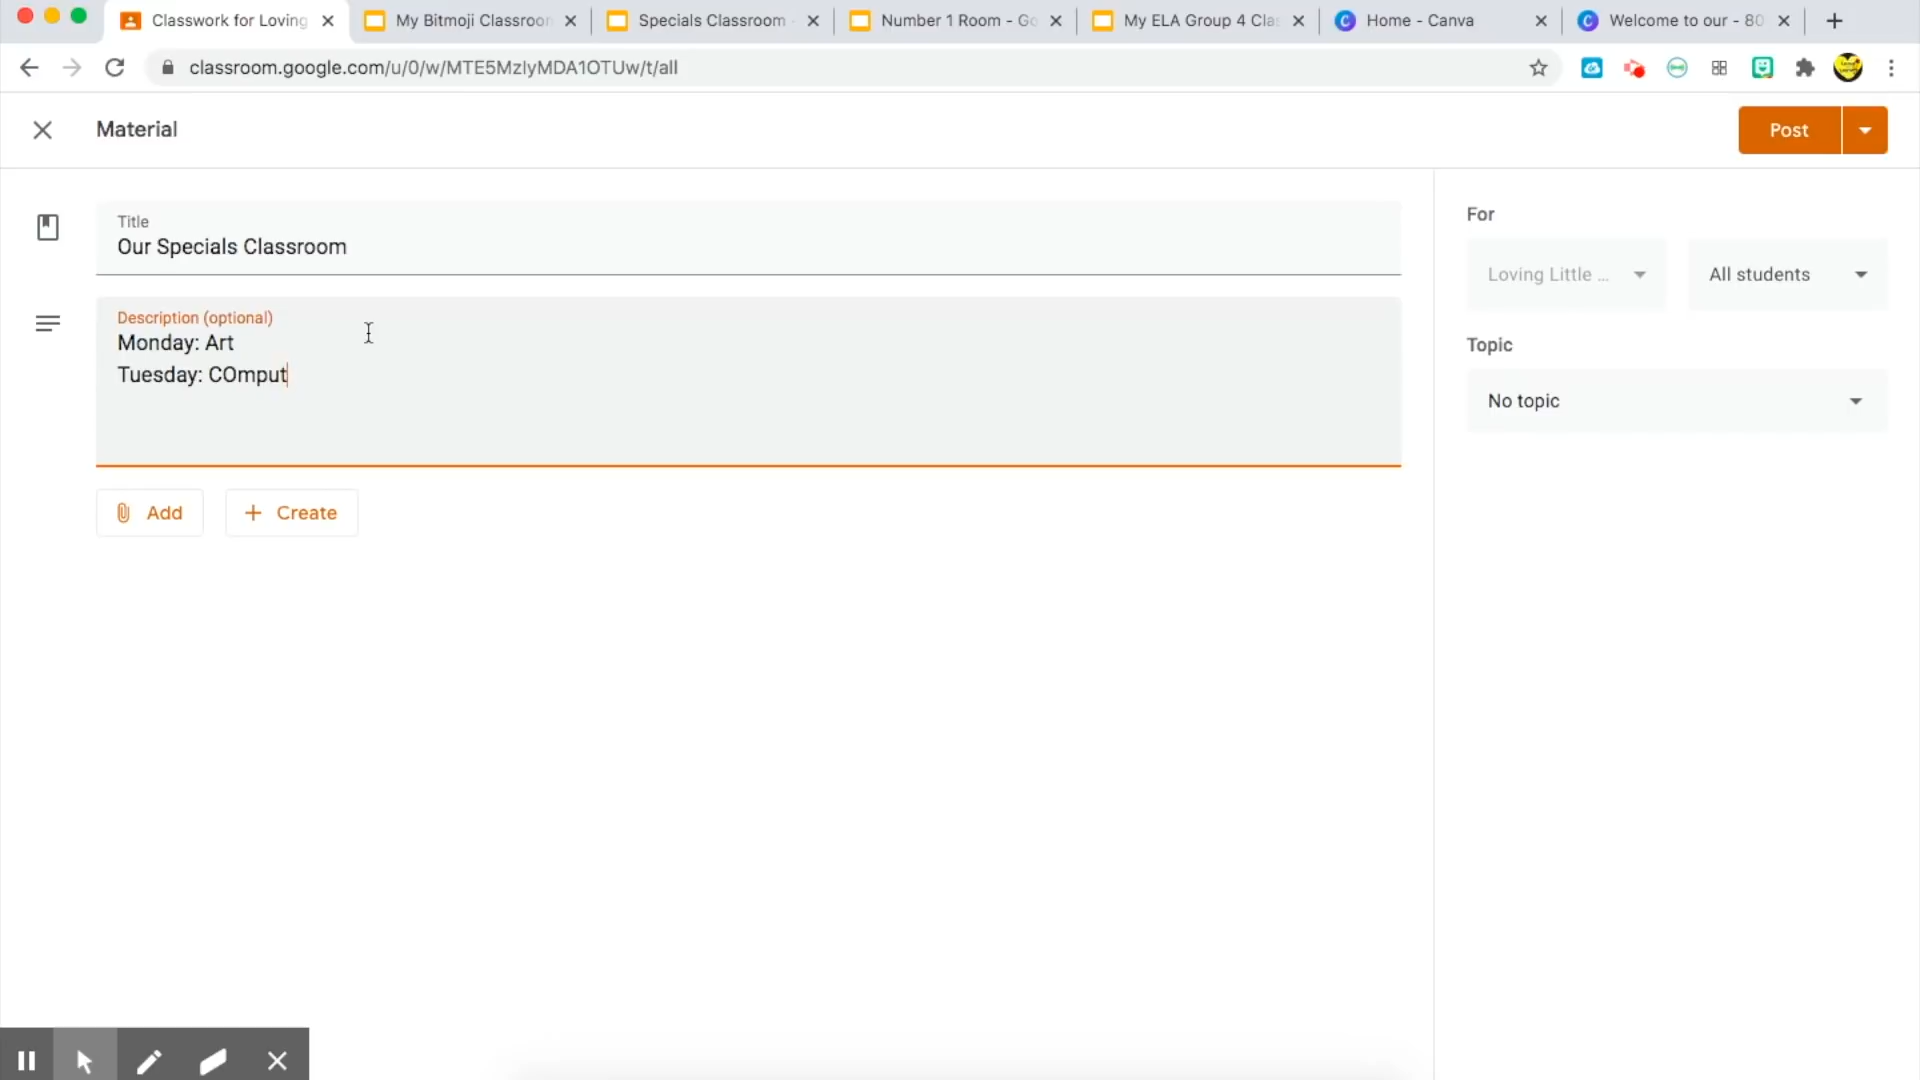 Classwork for Loving
My Bitmoji Classroon
Specials Classroom -
Number 1 Room - Go
My ELA Group 4 Clas
Home - Canva
Welcome to our - 80
classroom.google.com/u/0/w/MTE5MzIyMDA1OTUw/t/all
Material
Post
Title
Our Specials Classroom
Description (optional)
Monday: Art
Tuesday: COmput
Add
Create
For
Loving Little ...
All students
Topic
No topic